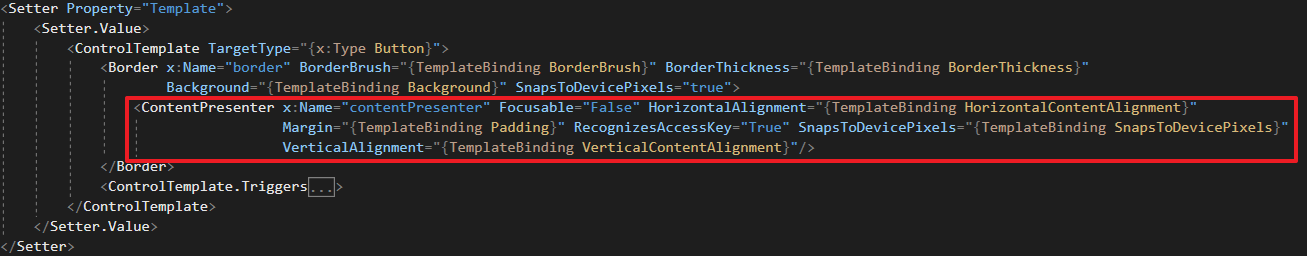 <Setter Property="Template">
<Setter.Value>
<ControlTemplate TargetType="{x:Type Button}">
<Border x:Name="border" BorderBrush="{TemplateBinding BorderBrush}" BorderThickness="{TemplateBinding BorderThickness}"
Background="{TemplateBinding Background}" SnapsToDevicePixels="true">
<ContentPresenter x:Name="contentPresenter" Focusable="False" HorizontalAlignment="{TemplateBinding HorizontalContentAlignment}"
Margin="{TemplateBinding Padding}" RecognizesAccessKey="True" SnapsToDevicePixels="{TemplateBinding SnapsToDevicePixels}"
VerticalAlignment="{TemplateBinding VerticalContentAlignment}"/>
</Border>
<ControlTemplate.Triggers...>
</ControlTemplate>
</Setter.Value>
</Setter>